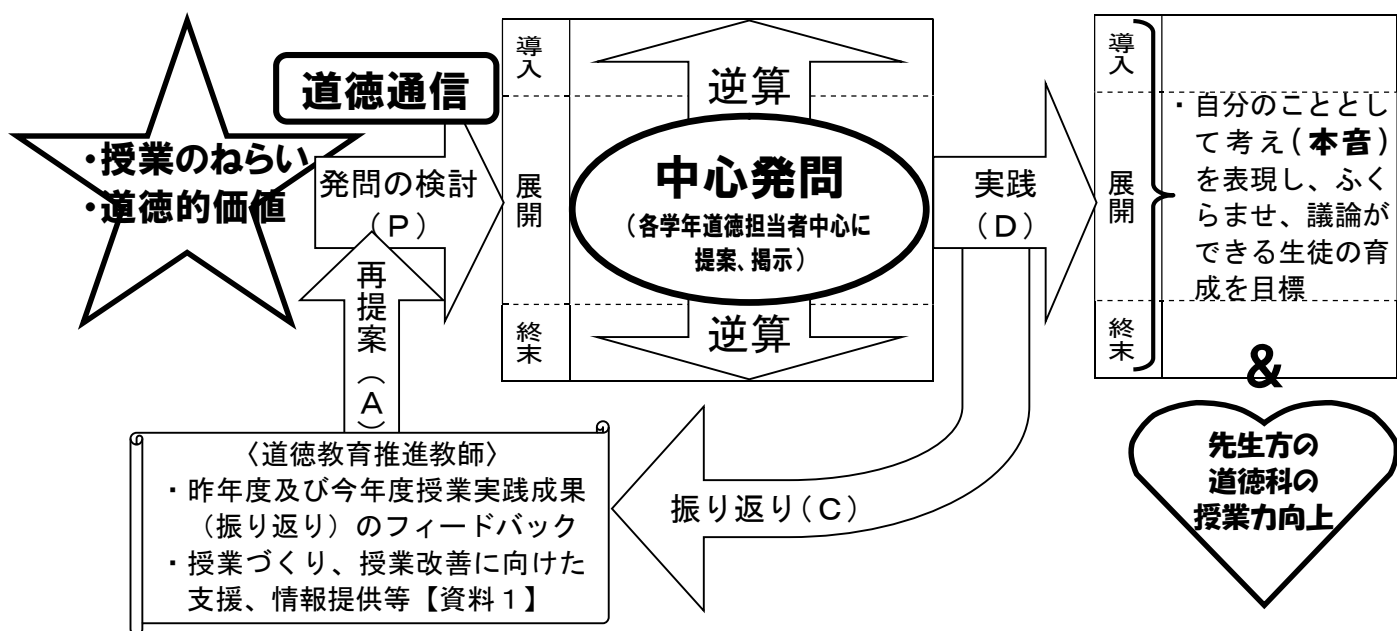 道徳通信
・授業のねらい
・道徳的価値
発問の検討
（Ｐ）
導入
展開
終末
逆算
中心発問
（各学年道徳担当者中心に
提案、掲示）
逆算
実践
（Ｄ）
導入
展開
終末
・自分のこととし
て考え（本音）
を表現し、ふく
らませ、議論が
できる生徒の育
成を目標
&
先生方の
道徳科の
授業力向上
振り返り（Ｃ）
再提案（Ａ）
〈道徳教育推進教師〉
・昨年度及び今年度授業実践成果
（振り返り）のフィードバック
・授業づくり、授業改善に向けた
支援、情報提供等【資料１】